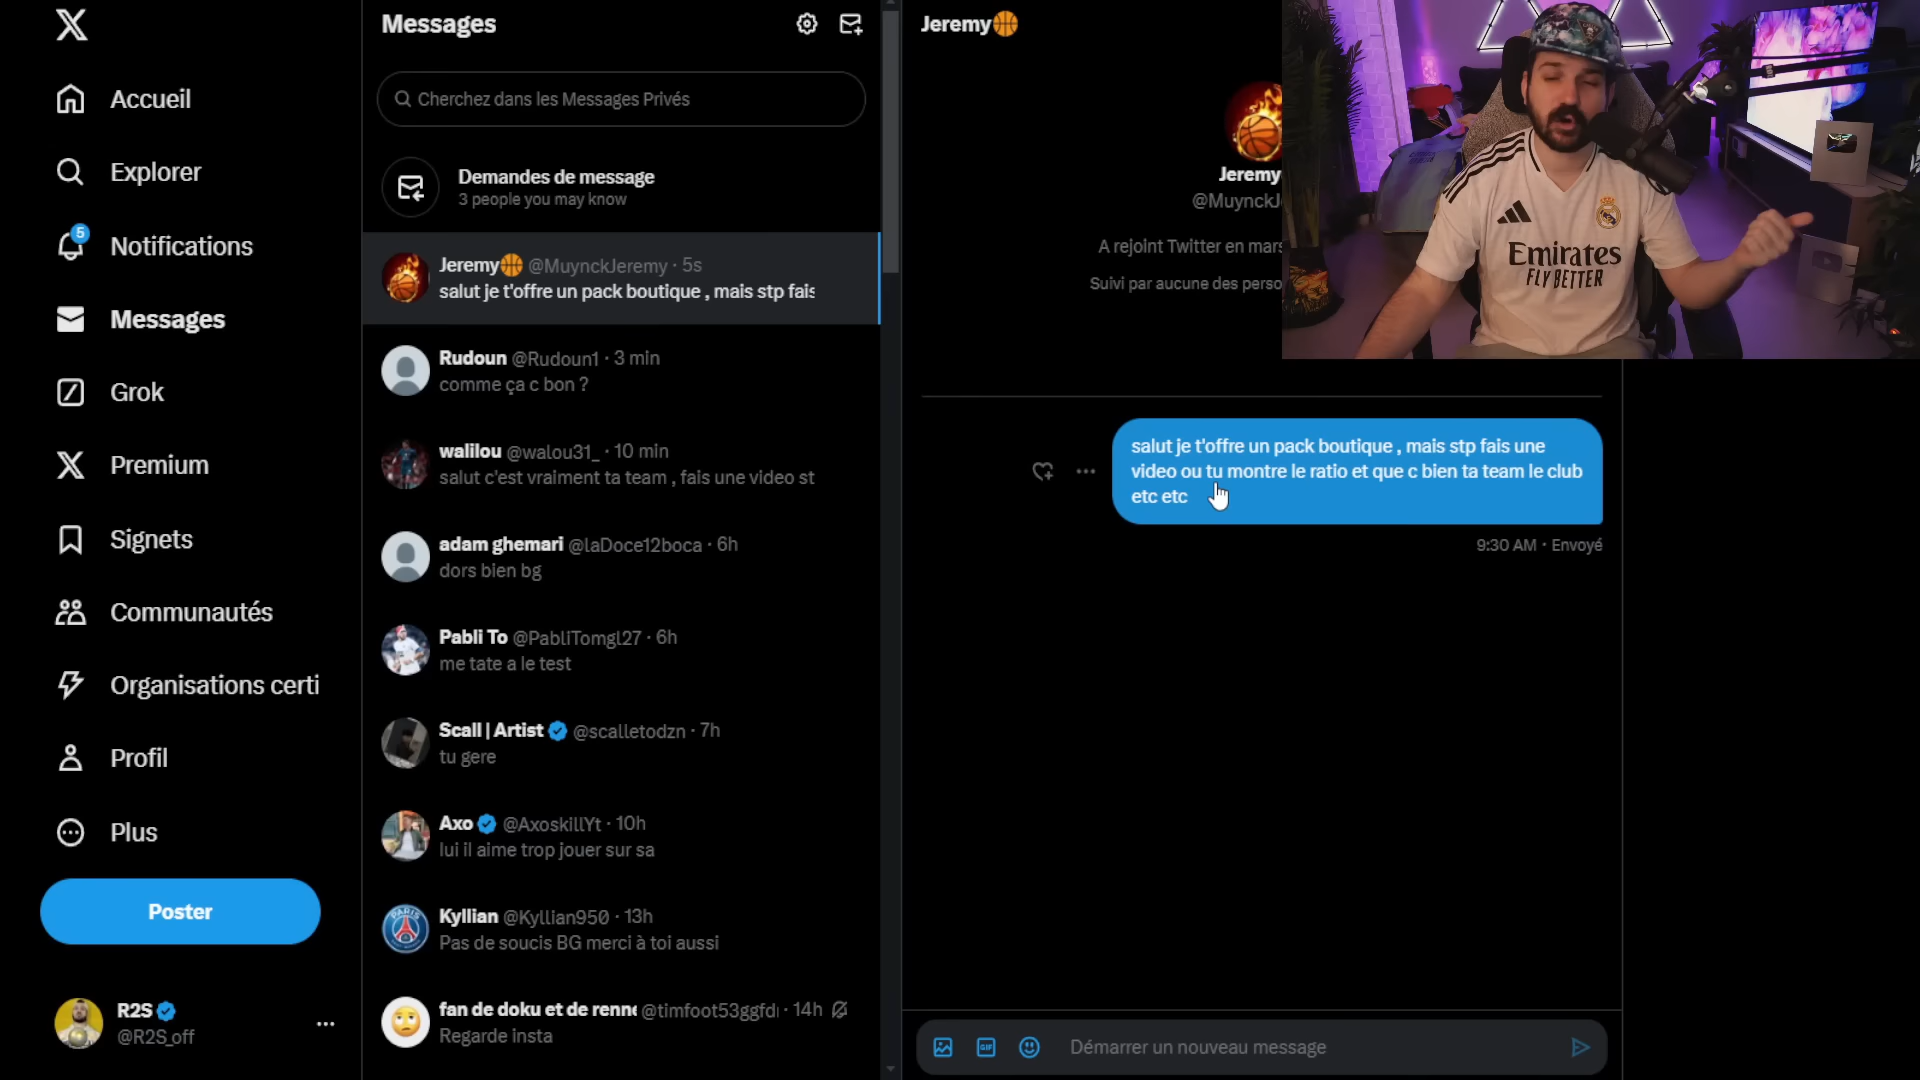 Accueil
Explorer
5
Notifications
Messages
Grok
Premium
Signets
Communautés
Organisations certi
Profil
Plus
Poster
R2S
@R2S_off
Messages
Cherchez dans les Messages Privés
Demandes de message
3 people you may know
Jeremy🏀 @MuynckJeremy · 5s
salut je t'offre un pack boutique , mais stp fais
Rudoun @Rudoun1 · 3 min
comme ça c bon ?
walilou @walou31_ · 10 min
salut c'est vraiment ta team , fais une video st
adam ghemari @laDoce12boca · 6h
dors bien bg
Pabli To @PabliTomgl27 · 6h
me tate a le test
Scall | Artist @scalletodzn · 7h
tu gere
Axo @AxoskillYt · 10h
lui il aime trop jouer sur sa
PARIS
Kyllian @Kyllian950 · 13h
Pas de soucis BG merci à toi aussi
fan de doku et de renne @timfoot53ggfd · 14h
Regarde insta
Jeremy🏀
Jeremy
@MuynckJ
A rejoint Twitter en mars
Suivi par aucune des perso
Emirates
FLY BETTER
salut je t'offre un pack boutique , mais stp fais une
video ou tu montre le ratio et que c bien ta team le club
etc etc
9:30 AM · Envoyé
GIF
Démarrer un nouveau message